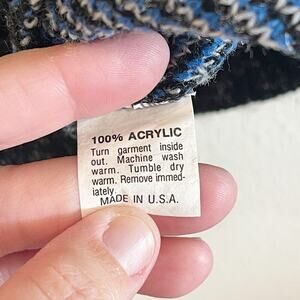 100% ACRYLIC
Turn garment inside
out. Machine wash
warm. Tumble dry
warm. Remove immed-
iately.
MADE IN U.S.A.